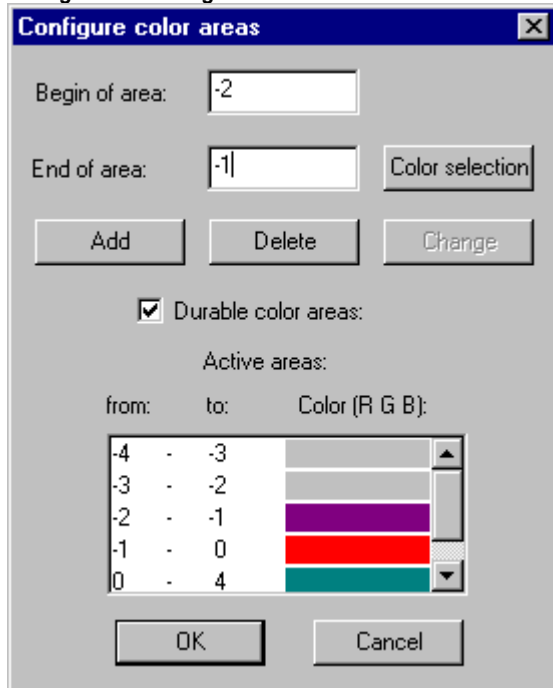 Configure color areas
Begin of area: -2
End of area: -1 Color selection
Add Delete Change
Durable color areas:
Active areas:
from: to: Color (R G B):
-4 - -3
-3 - -2
-2 - -1
-1 - 0
0 - 4
OK Cancel